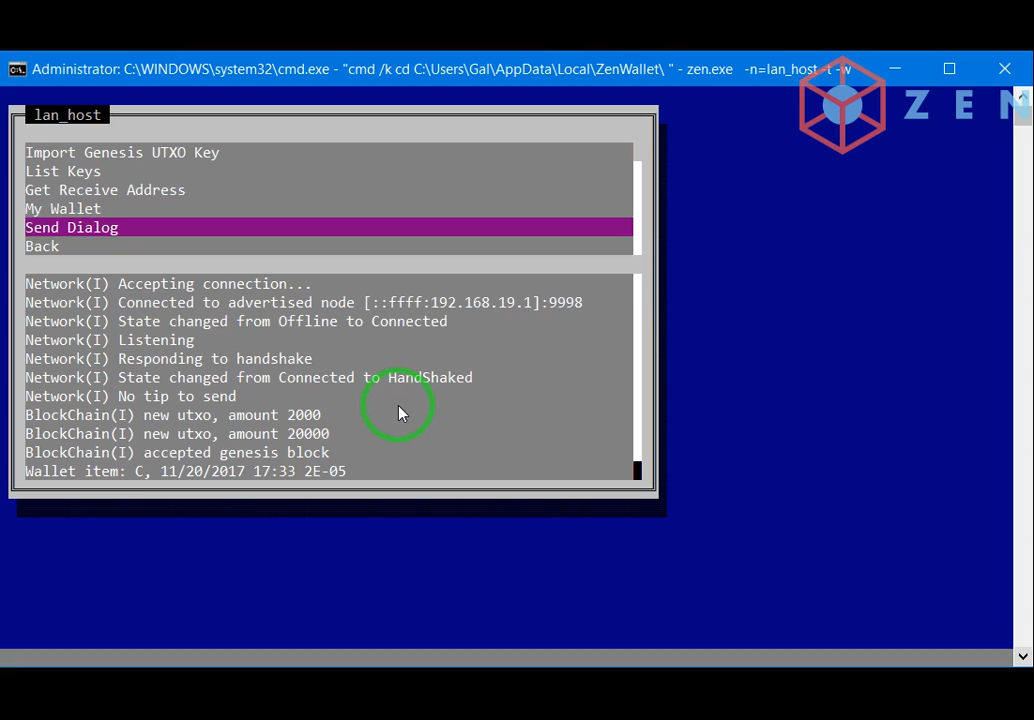 Administrator: C:\WINDOWS\system32\cmd.exe - "cmd /k cd C:\Users\Gal\AppData\Local\ZenWallet\ " - zen.exe   -n=lan_host -t -w
ZEN
lan_host
Import Genesis UTXO Key
List Keys
Get Receive Address
My Wallet
Send Dialog
Back
Network(I) Accepting connection...
Network(I) Connected to advertised node [::ffff:192.168.19.1]:9998
Network(I) State changed from Offline to Connected
Network(I) Listening
Network(I) Responding to handshake
Network(I) State changed from Connected to HandShaked
Network(I) No tip to send
BlockChain(I) new utxo, amount 2000
BlockChain(I) new utxo, amount 20000
BlockChain(I) accepted genesis block
Wallet item: C, 11/20/2017 17:33 2E-05